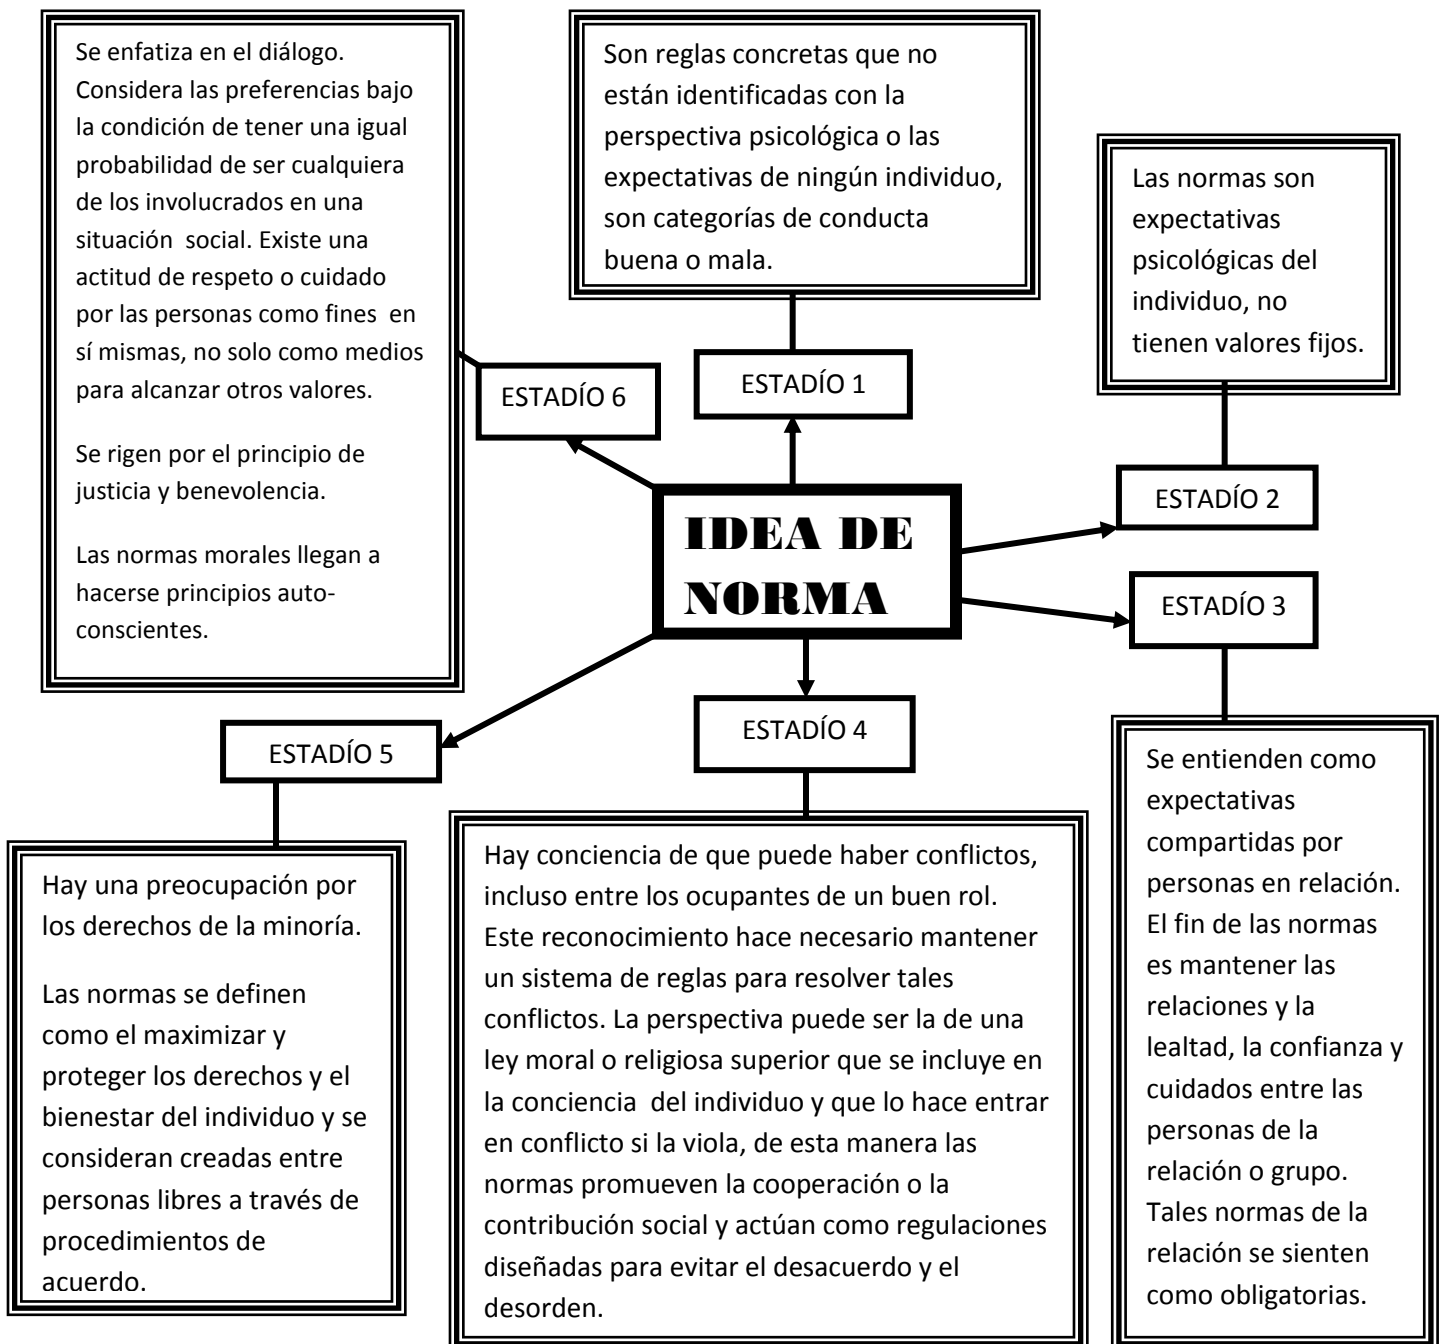 Se enfatiza en el diálogo.
Considera las preferencias bajo
la condición de tener una igual
probabilidad de ser cualquiera
de los involucrados en una
situación social. Existe una
actitud de respeto o cuidado
por las personas como fines en
sí mismas, no solo como medios
para alcanzar otros valores.
Se rigen por el principio de
justicia y benevolencia.
Las normas morales llegan a
hacerse principios auto-
conscientes.
Son reglas concretas que no
están identificadas con la
perspectiva psicológica o las
expectativas de ningún individuo,
son categorías de conducta
buena o mala.
Las normas son
expectativas
psicológicas del
individuo, no
tienen valores fijos.
ESTADÍO 6
ESTADÍO 1
ESTADÍO 2
IDEA DE
NORMA
ESTADÍO 3
ESTADÍO 5
ESTADÍO 4
Hay una preocupación por
los derechos de la minoría.
Las normas se definen
como el maximizar y
proteger los derechos y el
bienestar del individuo y se
consideran creadas entre
personas libres a través de
procedimientos de
acuerdo.
Hay conciencia de que puede haber conflictos,
incluso entre los ocupantes de un buen rol.
Este reconocimiento hace necesario mantener
un sistema de reglas para resolver tales
conflictos. La perspectiva puede ser la de una
ley moral o religiosa superior que se incluye en
la conciencia del individuo y que lo hace entrar
en conflicto si la viola, de esta manera las
normas promueven la cooperación o la
contribución social y actúan como regulaciones
diseñadas para evitar el desacuerdo y el
desorden.
Se entienden como
expectativas
compartidas por
personas en relación.
El fin de las normas
es mantener las
relaciones y la
lealtad, la confianza y
cuidados entre las
personas de la
relación o grupo.
Tales normas de la
relación se sienten
como obligatorias.